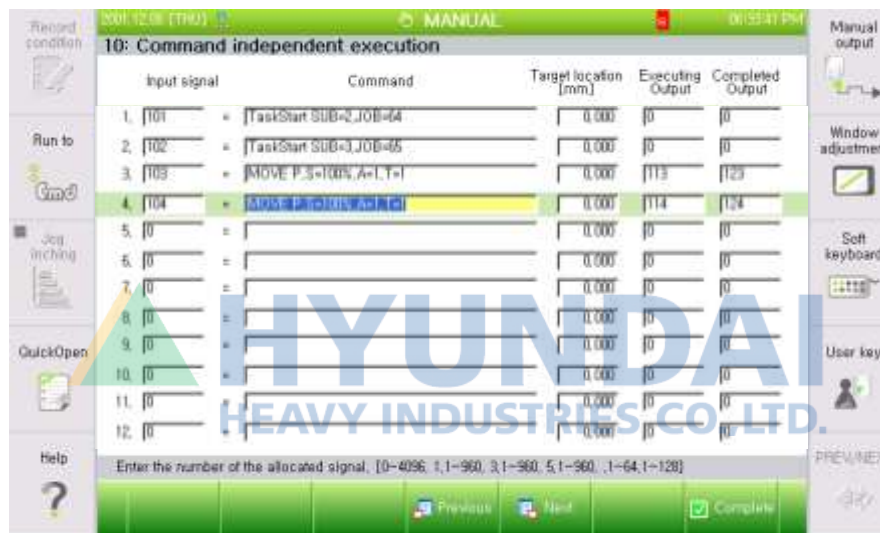 2001.12.06 (THU)
MANUAL
06:53:41 PM
10: Command independent execution
Input signal Command Target location [mm] Executing Output Completed Output
1. 101 = TaskStart SUB=2,JOB=64 0.000 0 0
2. 102 = TaskStart SUB=3,JOB=65 0.000 0 0
3. 103 = MOVE P,S=100%,A=1,T=1 0.000 113 123
4. 104 = MOVE P,S=100%,A=1,T=1 0.000 114 124
5. 0 = 0.000 0 0
6. 0 = 0.000 0 0
7. 0 = 0.000 0 0
8. 0 = 0.000 0 0
9. 0 = 0.000 0 0
10. 0 = 0.000 0 0
11. 0 = 0.000 0 0
12. 0 = 0.000 0 0
Enter the number of the allocated signal, [0~4096, 1,1~960, 3,1~960, 5,1~960, ,1~64,1~128]
Previous
Next
Complete
Record condition
Run to
Jog inching
QuickOpen
Help
Manual output
Window adjustmen
Soft keyboard
User key
PREV/NEX
HYUNDAI
HEAVY INDUSTRIES CO.,LTD.